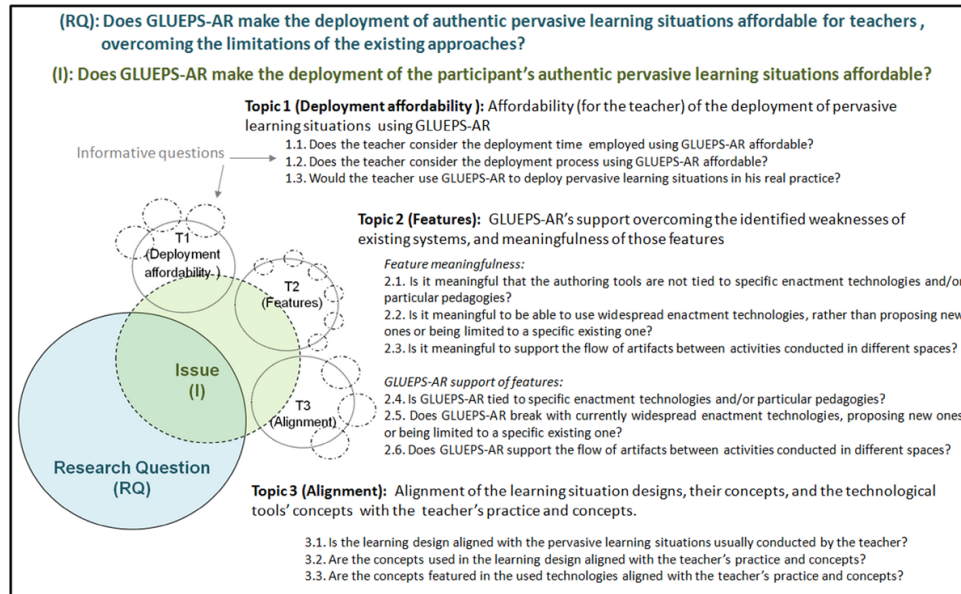 (RQ): Does GLUEPS-AR make the deployment of authentic pervasive learning situations affordable for teachers ,
overcoming the limitations of the existing approaches?
(I): Does GLUEPS-AR make the deployment of the participant's authentic pervasive learning situations affordable?
Topic 1 (Deployment affordability ): Affordability (for the teacher) of the deployment of pervasive
learning situations using GLUEPS-AR
Informative questions
1.1. Does the teacher consider the deployment time employed using GLUEPS-AR affordable?
1.2. Does the teacher consider the deployment process using GLUEPS-AR affordable?
1.3. Would the teacher use GLUEPS-AR to deploy pervasive learning situations in his real practice?
T1
(Deployment
affordability )
T2
(Features)
T3
(Alignment)
Issue
(I)
Research Question
(RQ)
Topic 2 (Features): GLUEPS-AR's support overcoming the identified weaknesses of
existing systems, and meaningfulness of those features
Feature meaningfulness:
2.1. Is it meaningful that the authoring tools are not tied to specific enactment technologies and/or
particular pedagogies?
2.2. Is it meaningful to be able to use widespread enactment technologies, rather than proposing new
ones or being limited to a specific existing one?
2.3. Is it meaningful to support the flow of artifacts between activities conducted in different spaces?
GLUEPS-AR support of features:
2.4. Is GLUEPS-AR tied to specific enactment technologies and/or particular pedagogies?
2.5. Does GLUEPS-AR break with currently widespread enactment technologies, proposing new ones
or being limited to a specific existing one?
2.6. Does GLUEPS-AR support the flow of artifacts between activities conducted in different spaces?
Topic 3 (Alignment): Alignment of the learning situation designs, their concepts, and the technological
tools' concepts with the teacher's practice and concepts.
3.1. Is the learning design aligned with the pervasive learning situations usually conducted by the teacher?
3.2. Are the concepts used in the learning design aligned with the teacher's practice and concepts?
3.3. Are the concepts featured in the used technologies aligned with the teacher's practice and concepts?